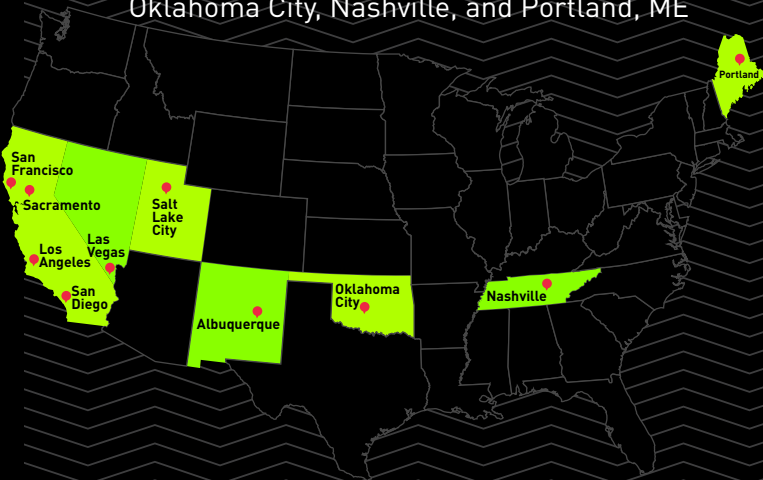 Oklahoma City, Nashville, and Portland, ME
Portland
San
Francisco
Sacramento
Salt
Lake
City
Las
Vegas
Los
Angeles
San
Diego
Oklahoma
City
Nashville
Albuquerque